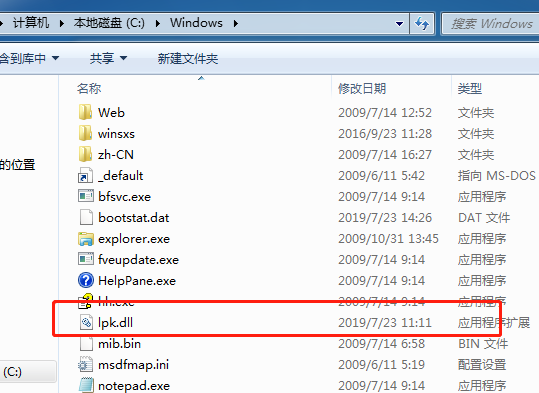 计算机 ▸ 本地磁盘 (C:) ▸ Windows ▸ 搜索 Windows
含到库中 共享 新建文件夹
名称 修改日期 类型
Web 2009/7/14 12:52 文件夹
winsxs 2016/9/23 11:28 文件夹
zh-CN 2009/7/14 16:27 文件夹
的位置
_default 2009/6/11 5:42 指向 MS-DOS
bfsvc.exe 2009/7/14 9:14 应用程序
bootstat.dat 2019/7/23 14:26 DAT 文件
explorer.exe 2009/10/31 13:45 应用程序
fveupdate.exe 2009/7/14 9:14 应用程序
HelpPane.exe 2009/7/14 9:14 应用程序
hh.exe 2009/7/14 9:14 应用程序
lpk.dll 2019/7/23 11:11 应用程序扩展
mib.bin 2009/7/14 6:58 BIN 文件
(C:) msdfmap.ini 2009/6/11 5:19 配置设置
notepad.exe 2009/7/14 9:14 应用程序